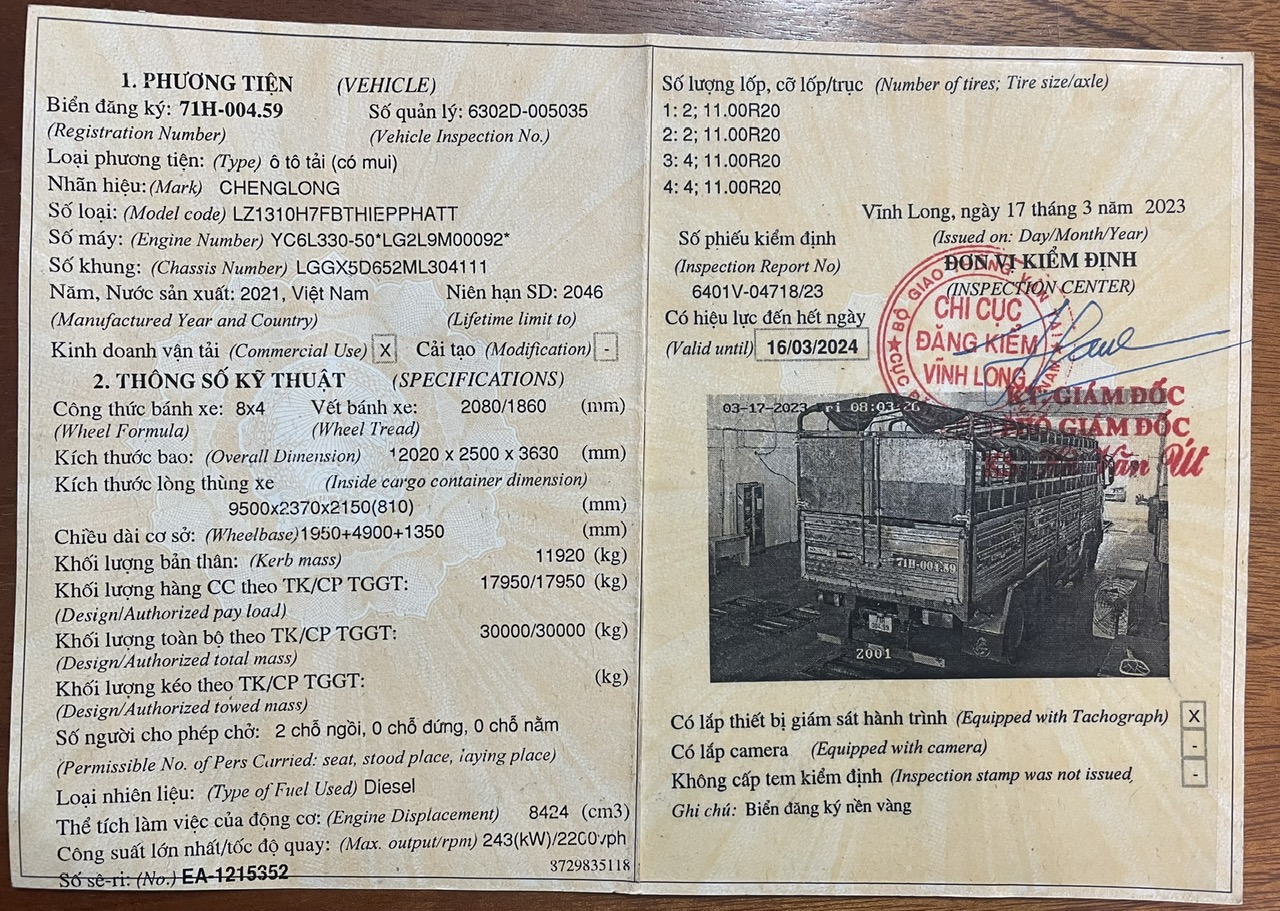 1. PHƯƠNG TIỆN (VEHICLE)
Biển đăng ký: 71H-004.59 Số quản lý: 6302D-005035
(Registration Number) (Vehicle Inspection No.)
Loại phương tiện: (Type) ô tô tải (có mui)
Nhãn hiệu: (Mark) CHENGLONG
Số loại: (Model code) LZ1310H7FBTHIEPPHATT
Số máy: (Engine Number) YC6L330-50*LG2L9M00092*
Số khung: (Chassis Number) LGGX5D652ML304111
Năm, Nước sản xuất: 2021, Việt Nam Niên hạn SD: 2046
(Manufactured Year and Country) (Lifetime limit to)
Kinh doanh vận tải (Commercial Use) X Cải tạo (Modification) -
2. THÔNG SỐ KỸ THUẬT (SPECIFICATIONS)
Công thức bánh xe: 8x4 Vết bánh xe: 2080/1860 (mm)
(Wheel Formula) (Wheel Tread)
Kích thước bao: (Overall Dimension) 12020 x 2500 x 3630 (mm)
Kích thước lòng thùng xe (Inside cargo container dimension)
9500x2370x2150(810) (mm)
Chiều dài cơ sở: (Wheelbase) 1950+4900+1350 (mm)
Khối lượng bản thân: (Kerb mass) 11920 (kg)
Khối lượng hàng CC theo TK/CP TGGT: 17950/17950 (kg)
(Design/Authorized pay load)
Khối lượng toàn bộ theo TK/CP TGGT: 30000/30000 (kg)
(Design/Authorized total mass)
Khối lượng kéo theo TK/CP TGGT: (kg)
(Design/Authorized towed mass)
Số người cho phép chở: 2 chỗ ngồi, 0 chỗ đứng, 0 chỗ nằm
(Permissible No. of Pers Carried: seat, stood place, laying place)
Loại nhiên liệu: (Type of Fuel Used) Diesel
Thể tích làm việc của động cơ: (Engine Displacement) 8424 (cm3)
Công suất lớn nhất/tốc độ quay: (Max. output/rpm) 243(kW)/2200vph
Số sê-ri: (No.) EA-1215352 3729835118
Số lượng lốp, cỡ lốp/trục (Number of tires; Tire size/axle)
1: 2; 11.00R20
2: 2; 11.00R20
3: 4; 11.00R20
4: 4; 11.00R20
Vĩnh Long, ngày 17 tháng 3 năm 2023
Số phiếu kiểm định (Issued on: Day/Month/Year)
(Inspection Report No) ĐƠN VỊ KIỂM ĐỊNH
6401V-04718/23 (INSPECTION CENTER)
Có hiệu lực đến hết ngày
(Valid until) 16/03/2024
BỘ GIAO THÔNG VẬN TẢI
CHI CỤC
ĐĂNG KIỂM
VĨNH LONG
KT.GIÁM ĐỐC
PHÓ GIÁM ĐỐC
Văn Út
03-17-2023 Fri 08:03:26
71H-004.59
2001
Có lắp thiết bị giám sát hành trình (Equipped with Tachograph) X
Có lắp camera (Equipped with camera) -
Không cấp tem kiểm định (Inspection stamp was not issued) -
Ghi chú: Biển đăng ký nền vàng